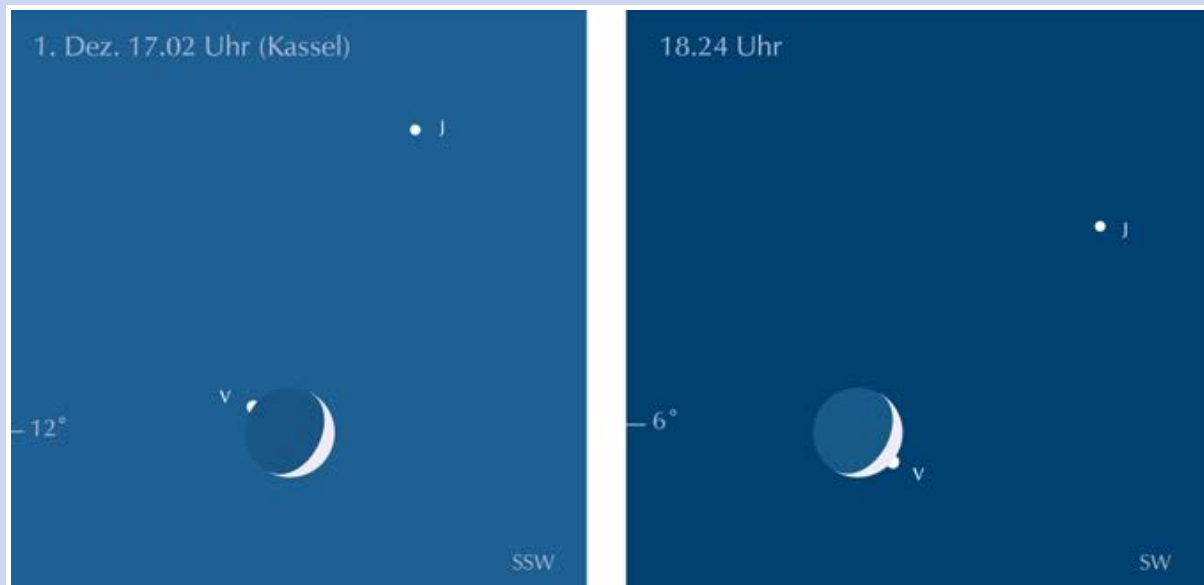 1. Dez. 17.02 Uhr (Kassel)
J
V
12°
SSW
18.24 Uhr
J
6°
V
SW